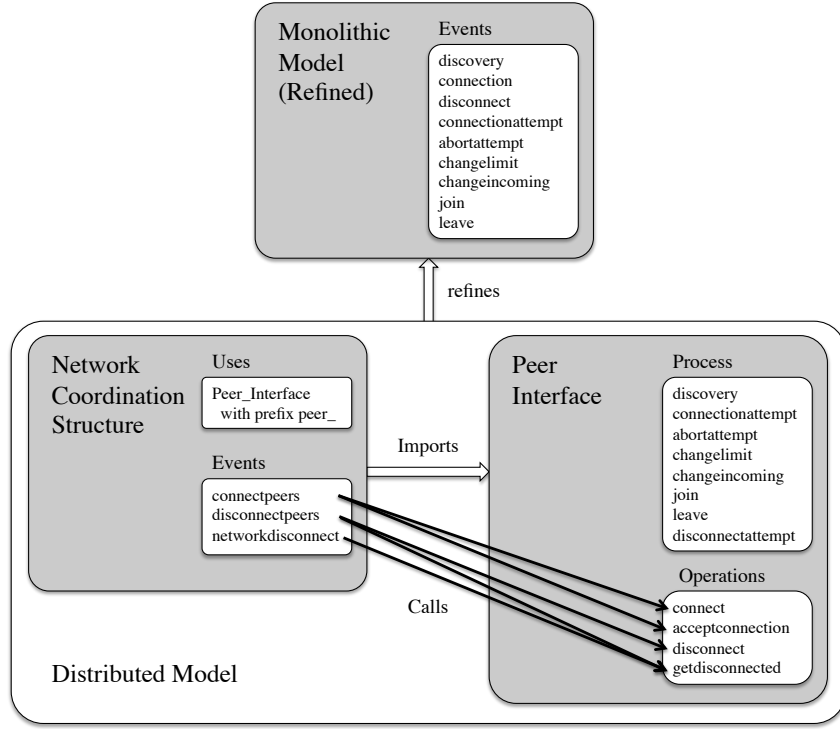 Monolithic
Model
(Refined)
Events
discovery
connection
disconnect
connectionattempt
abortattempt
changelimit
changeincoming
join
leave
refines
Network
Coordination
Structure
Uses
Peer_Interface
with prefix peer_
Events
connectpeers
disconnectpeers
networkdisconnect
Imports
Calls
Peer
Interface
Process
discovery
connectionattempt
abortattempt
changelimit
changeincoming
join
leave
disconnectattempt
Operations
connect
acceptconnection
disconnect
getdisconnected
Distributed Model